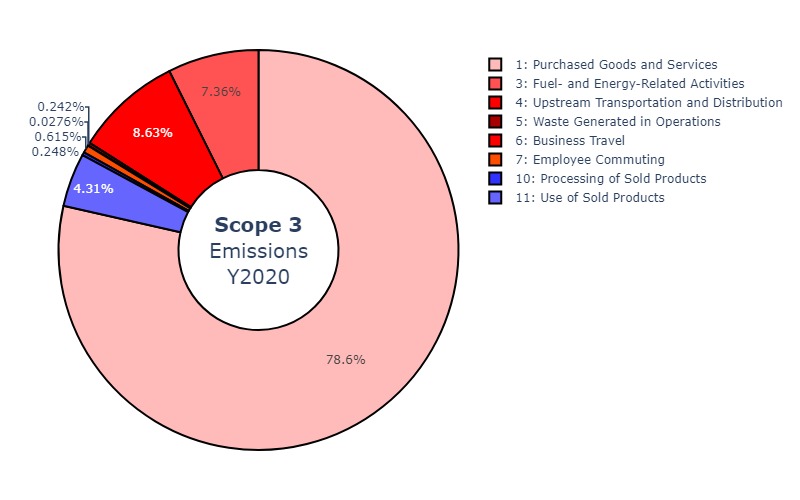 7.36%
0.242%
0.0276%
0.615%
0.248%
8.63%
4.31%
Scope 3
Emissions
Y2020
78.6%
1: Purchased Goods and Services
3: Fuel- and Energy-Related Activities
4: Upstream Transportation and Distribution
5: Waste Generated in Operations
6: Business Travel
7: Employee Commuting
10: Processing of Sold Products
11: Use of Sold Products